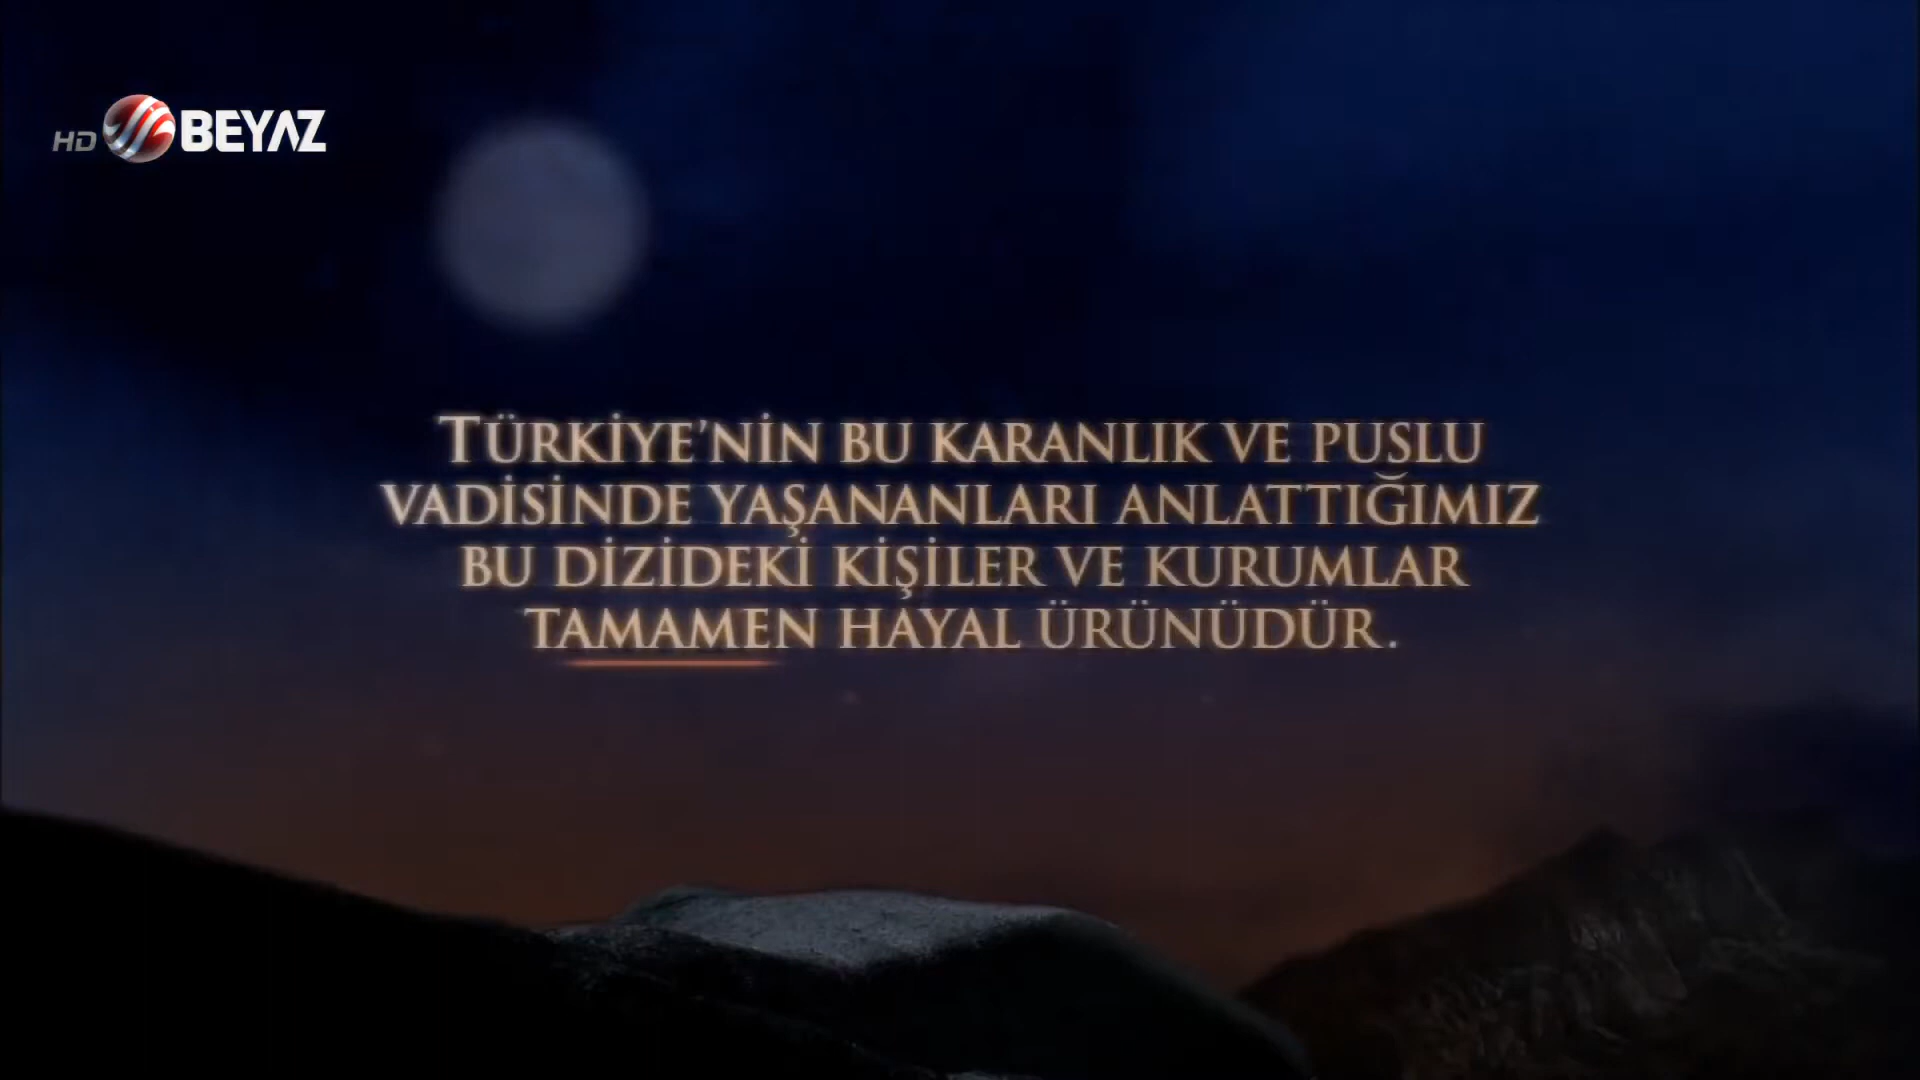 HD BEYAZ
TÜRKİYE'NİN BU KARANLIK VE PUSLU
VADİSİNDE YAŞANANLARI ANLATTIĞIMIZ
BU DİZİDEKİ KİŞİLER VE KURUMLAR
TAMAMEN HAYAL ÜRÜNÜDÜR.